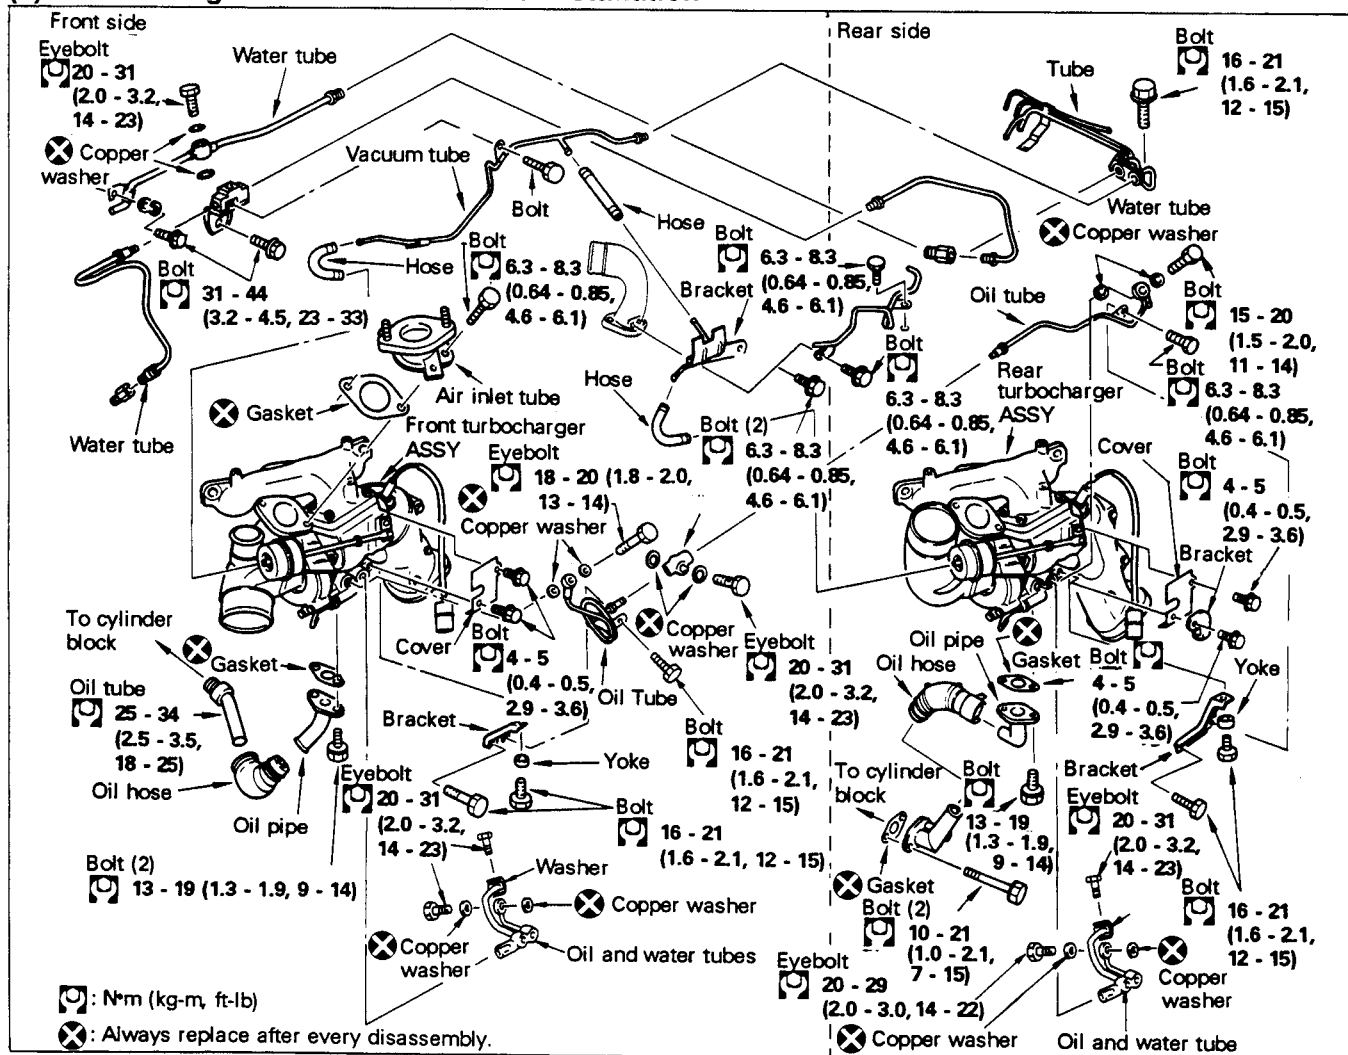 Front side
Eyebolt
20 - 31
(2.0 - 3.2,
14 - 23)
Water tube
Copper
washer
Vacuum tube
Bolt
Hose
Bolt
31 - 44
(3.2 - 4.5, 23 - 33)
Hose
Bolt
6.3 - 8.3
(0.64 - 0.85,
4.6 - 6.1)
Bolt
6.3 - 8.3
(0.64 - 0.85,
4.6 - 6.1)
Bracket
Air inlet tube
Gasket
Water tube
Hose
Bolt (2)
6.3 - 8.3
(0.64 - 0.85,
4.6 - 6.1)
Bolt
6.3 - 8.3
(0.64 - 0.85,
4.6 - 6.1)
Front turbocharger
ASSY
Eyebolt
18 - 20 (1.8 - 2.0,
13 - 14)
Copper washer
To cylinder
block
Gasket
Oil tube
25 - 34
(2.5 - 3.5,
18 - 25)
Oil hose
Oil pipe
Bolt (2)
13 - 19 (1.3 - 1.9, 9 - 14)
Cover
Bolt
4 - 5
(0.4 - 0.5,
2.9 - 3.6)
Oil Tube
Copper
washer
Eyebolt
20 - 31
(2.0 - 3.2,
14 - 23)
Bracket
Yoke
Bolt
16 - 21
(1.6 - 2.1,
12 - 15)
Eyebolt
20 - 31
(2.0 - 3.2,
14 - 23)
Bolt
16 - 21
(1.6 - 2.1, 12 - 15)
Washer
Copper washer
Copper
washer
Oil and water tubes
: N•m (kg-m, ft-lb)
: Always replace after every disassembly.
Rear side
Bolt
16 - 21
(1.6 - 2.1,
12 - 15)
Tube
Water tube
Copper washer
Oil tube
Bolt
15 - 20
(1.5 - 2.0,
11 - 14)
Rear
turbocharger
ASSY
Bolt
6.3 - 8.3
(0.64 - 0.85,
4.6 - 6.1)
Cover
Bolt
4 - 5
(0.4 - 0.5,
2.9 - 3.6)
Bracket
Oil pipe
Oil hose
Gasket
Bolt
4 - 5
(0.4 - 0.5,
2.9 - 3.6)
Yoke
Bracket
To cylinder
block
Bolt
13 - 19
(1.3 - 1.9,
9 - 14)
Gasket
Bolt (2)
10 - 21
(1.0 - 2.1,
7 - 15)
Eyebolt
20 - 31
(2.0 - 3.2,
14 - 23)
Bolt
16 - 21
(1.6 - 2.1,
12 - 15)
Eyebolt
20 - 29
(2.0 - 3.0, 14 - 22)
Copper
washer
Copper washer
Oil and water tube